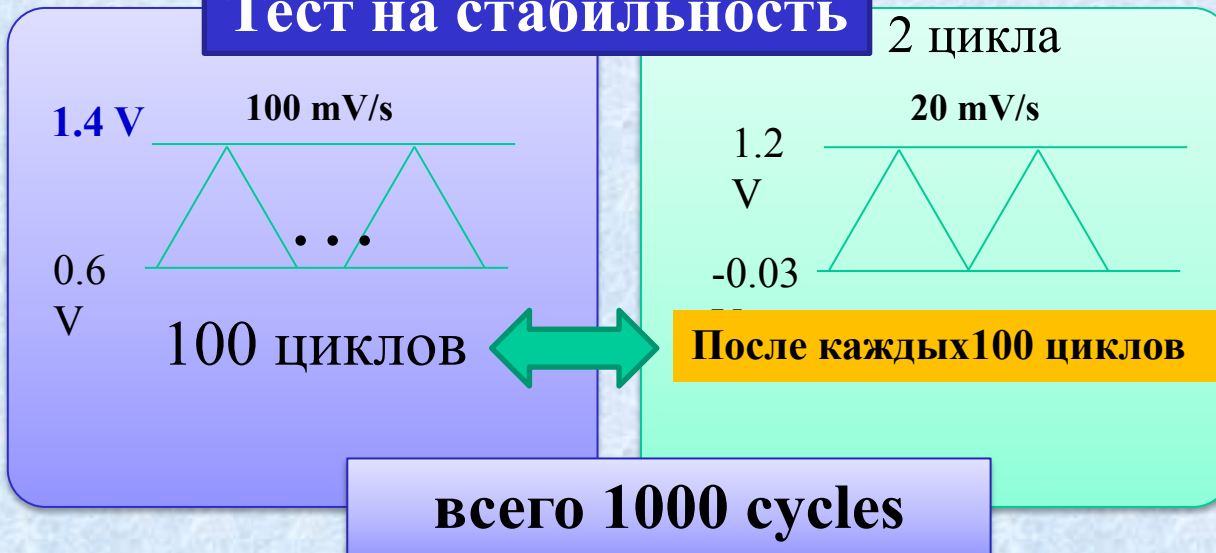 Тест на стабильность
1.4 V
100 mV/s
0.6
V
...
100 циклов
2 цикла
20 mV/s
1.2
V
-0.03
После каждых100 циклов
всего 1000 cycles